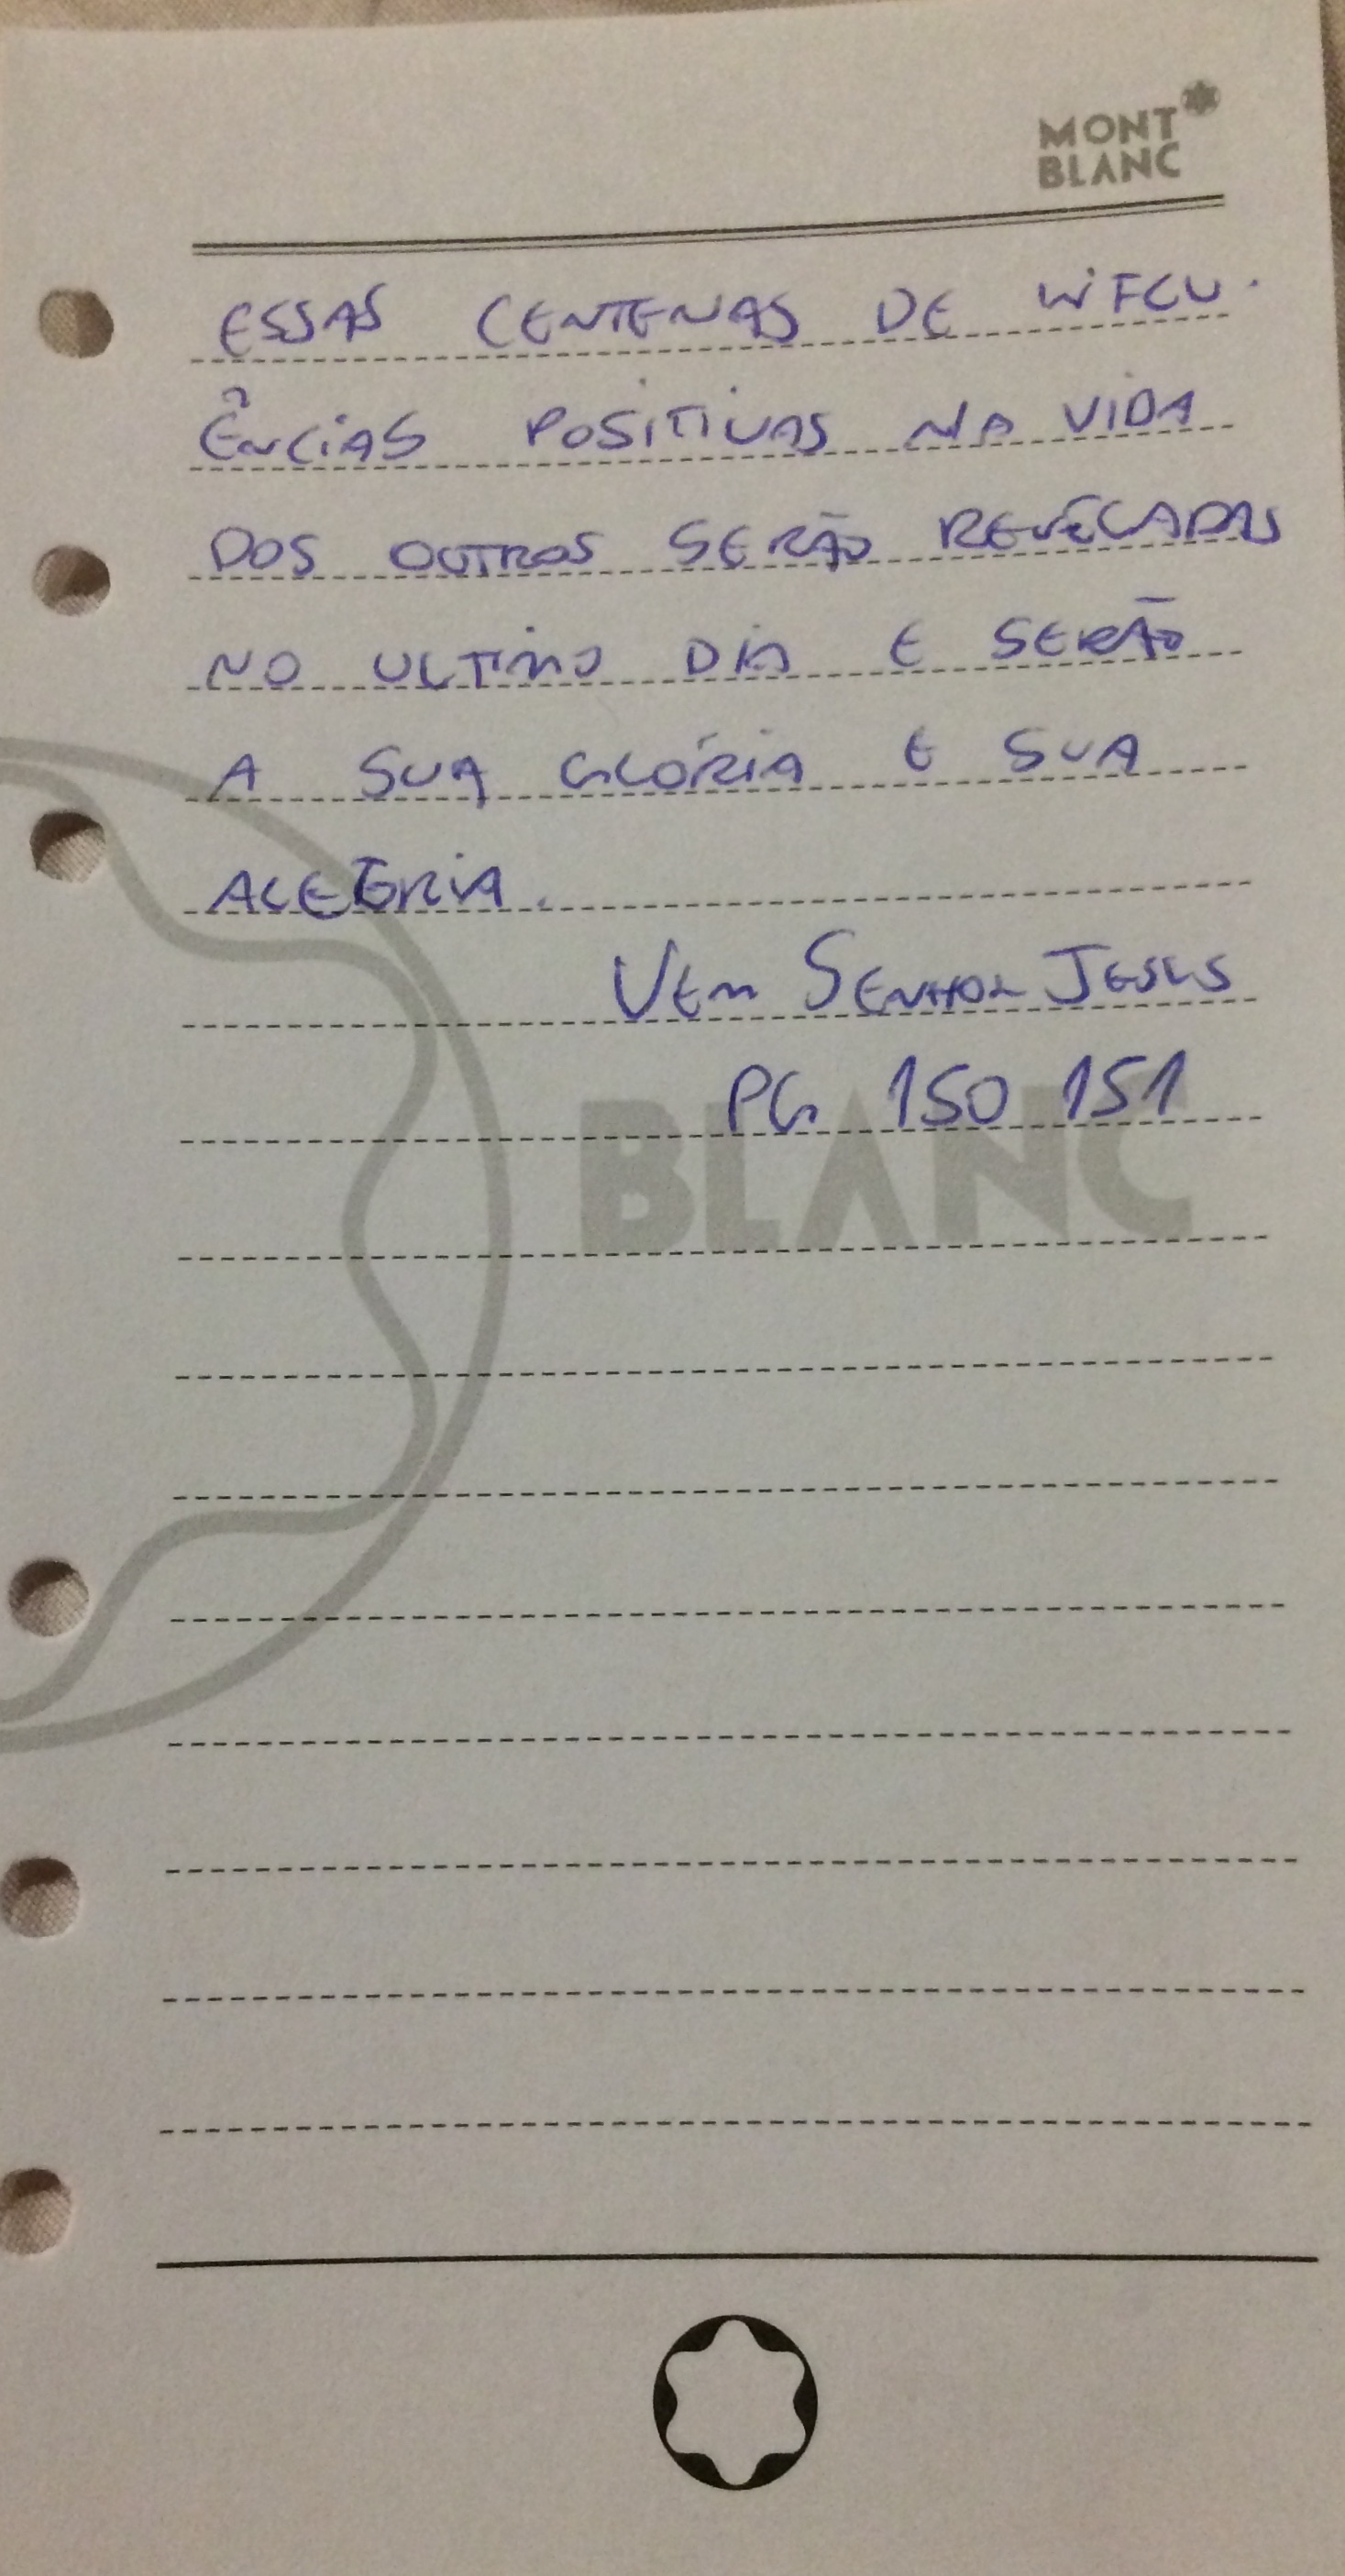 MONT
BLANC
ESSAS CENTENAS DE INFLU-
ÊNCIAS POSITIVAS NA VIDA
DOS OUTROS SERÃO REVELADAS
NO ULTIMO DIA E SERÃO
A SUA GLÓRIA E SUA
ALEGRIA.
VEM SENHOR JESUS
PG 150 151
BLANC